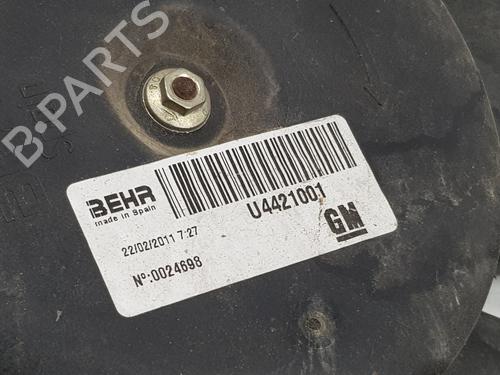 B-PARTS
BEHR
made in Spain
U4421001
22/02/2011 7:27
GM
Nº:0024698